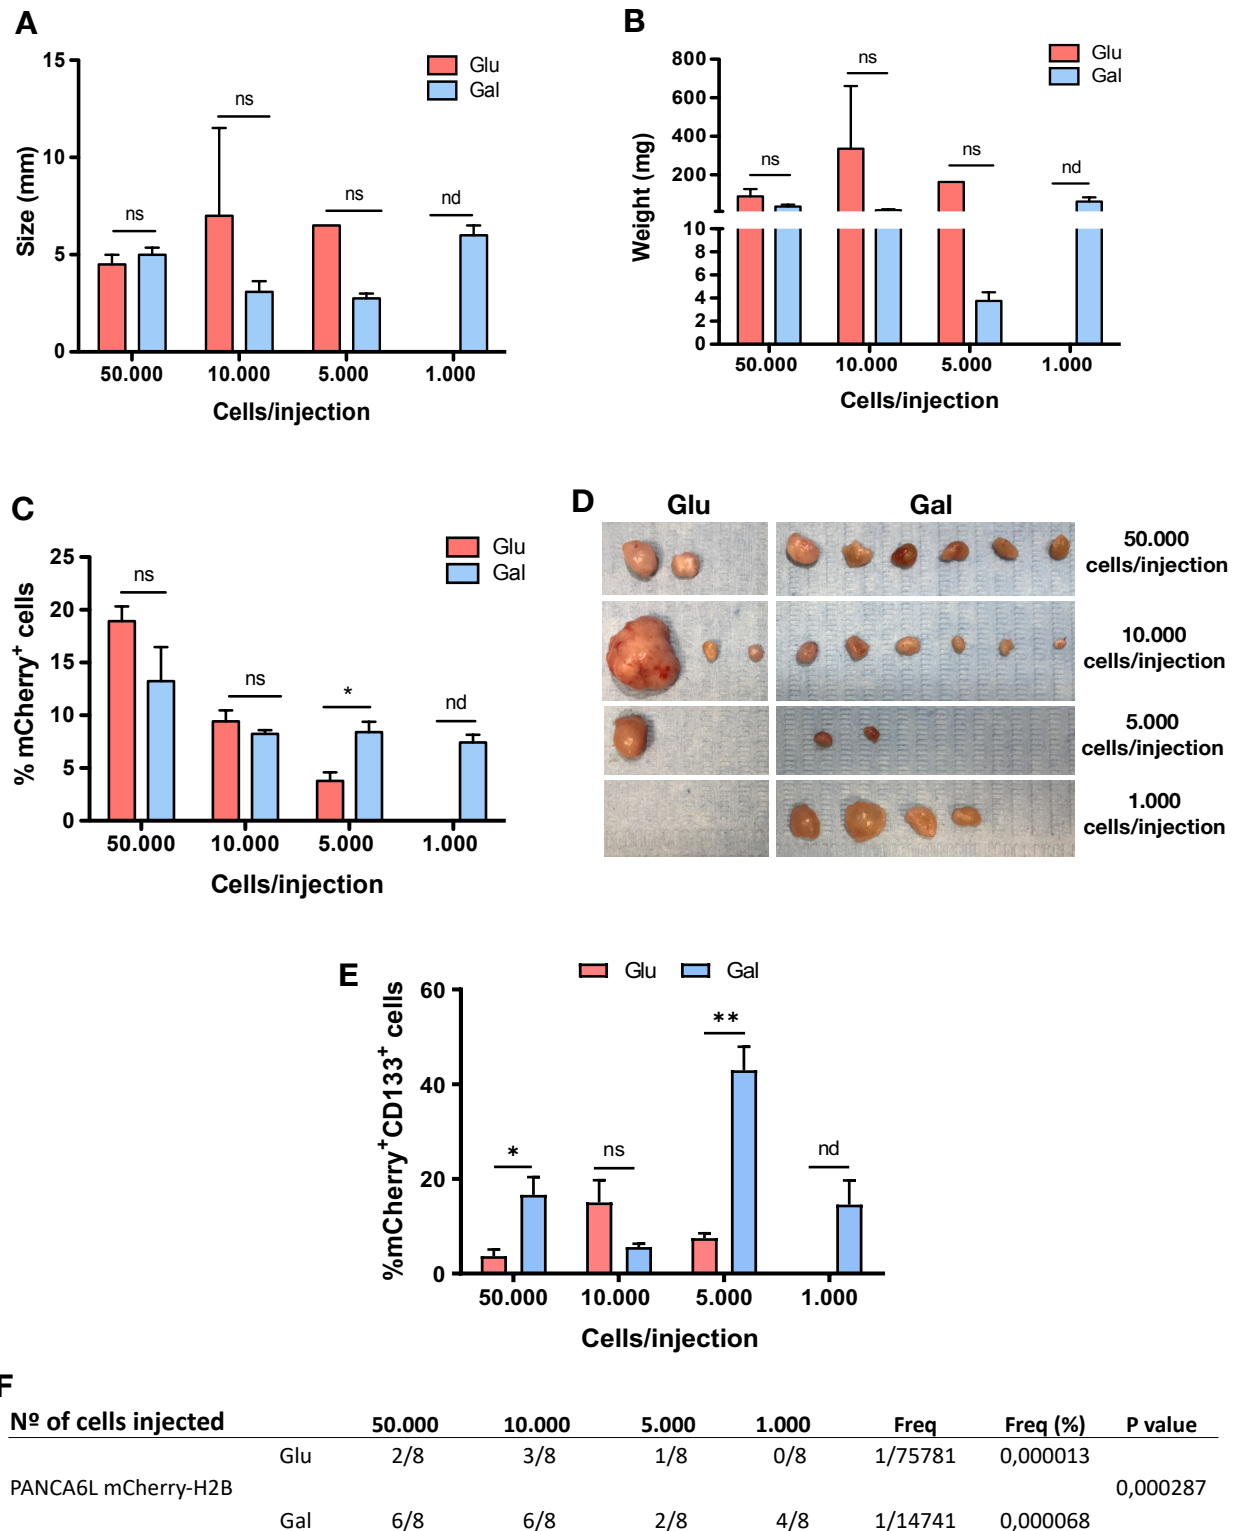 A
15
10
5
0
Size (mm)
Glu
Gal
ns
ns
ns
nd
50.000 10.000 5.000 1.000
Cells/injection
B
800
600
400
200
10
8
6
4
2
0
Weight (mg)
Glu
Gal
ns
ns
ns
nd
50.000 10.000 5.000 1.000
Cells/injection
C
25
20
15
10
5
0
% mCherry⁺ cells
Glu
Gal
ns
ns
*
nd
50.000 10.000 5.000 1.000
Cells/injection
D
Glu Gal
50.000
cells/injection
10.000
cells/injection
5.000
cells/injection
1.000
cells/injection
E
60
40
20
0
%mCherry⁺CD133⁺ cells
Glu Gal
*
ns
**
nd
50.000 10.000 5.000 1.000
Cells/injection
F
Nº of cells injected 50.000 10.000 5.000 1.000 Freq Freq (%) P value
Glu 2/8 3/8 1/8 0/8 1/75781 0,000013
PANCA6L mCherry-H2B 0,000287
Gal 6/8 6/8 2/8 4/8 1/14741 0,000068